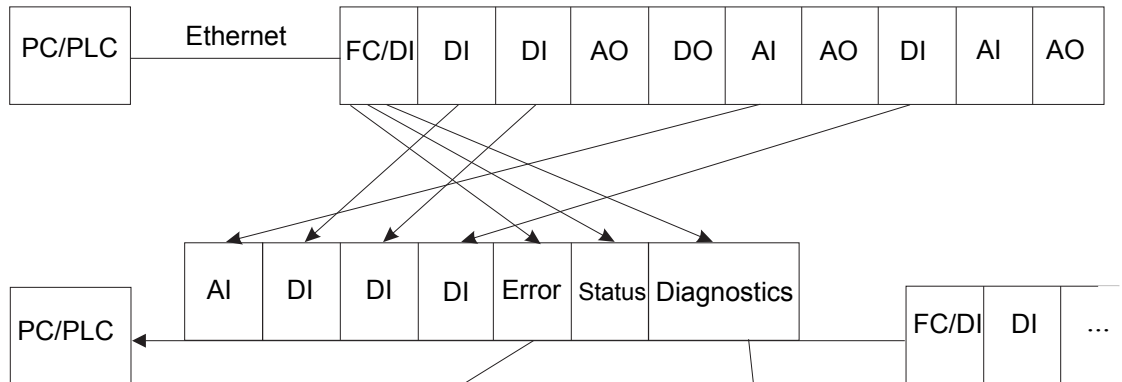 PC/PLC Ethernet FC/DI DI DI AO DO AI AO DI AI AO
AI DI DI DI Error Status Diagnostics
PC/PLC FC/DI DI ...